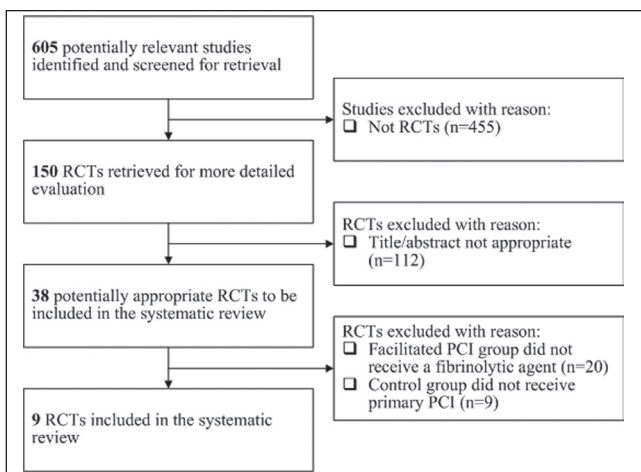 605 potentially relevant studies
identified and screened for retrieval
Studies excluded with reason:
❑ Not RCTs (n=455)
150 RCTs retrieved for more detailed
evaluation
RCTs excluded with reason:
❑ Title/abstract not appropriate
(n=112)
38 potentially appropriate RCTs to be
included in the systematic review
RCTs excluded with reason:
❑ Facilitated PCI group did not
receive a fibrinolytic agent (n=20)
❑ Control group did not receive
primary PCI (n=9)
9 RCTs included in the systematic
review